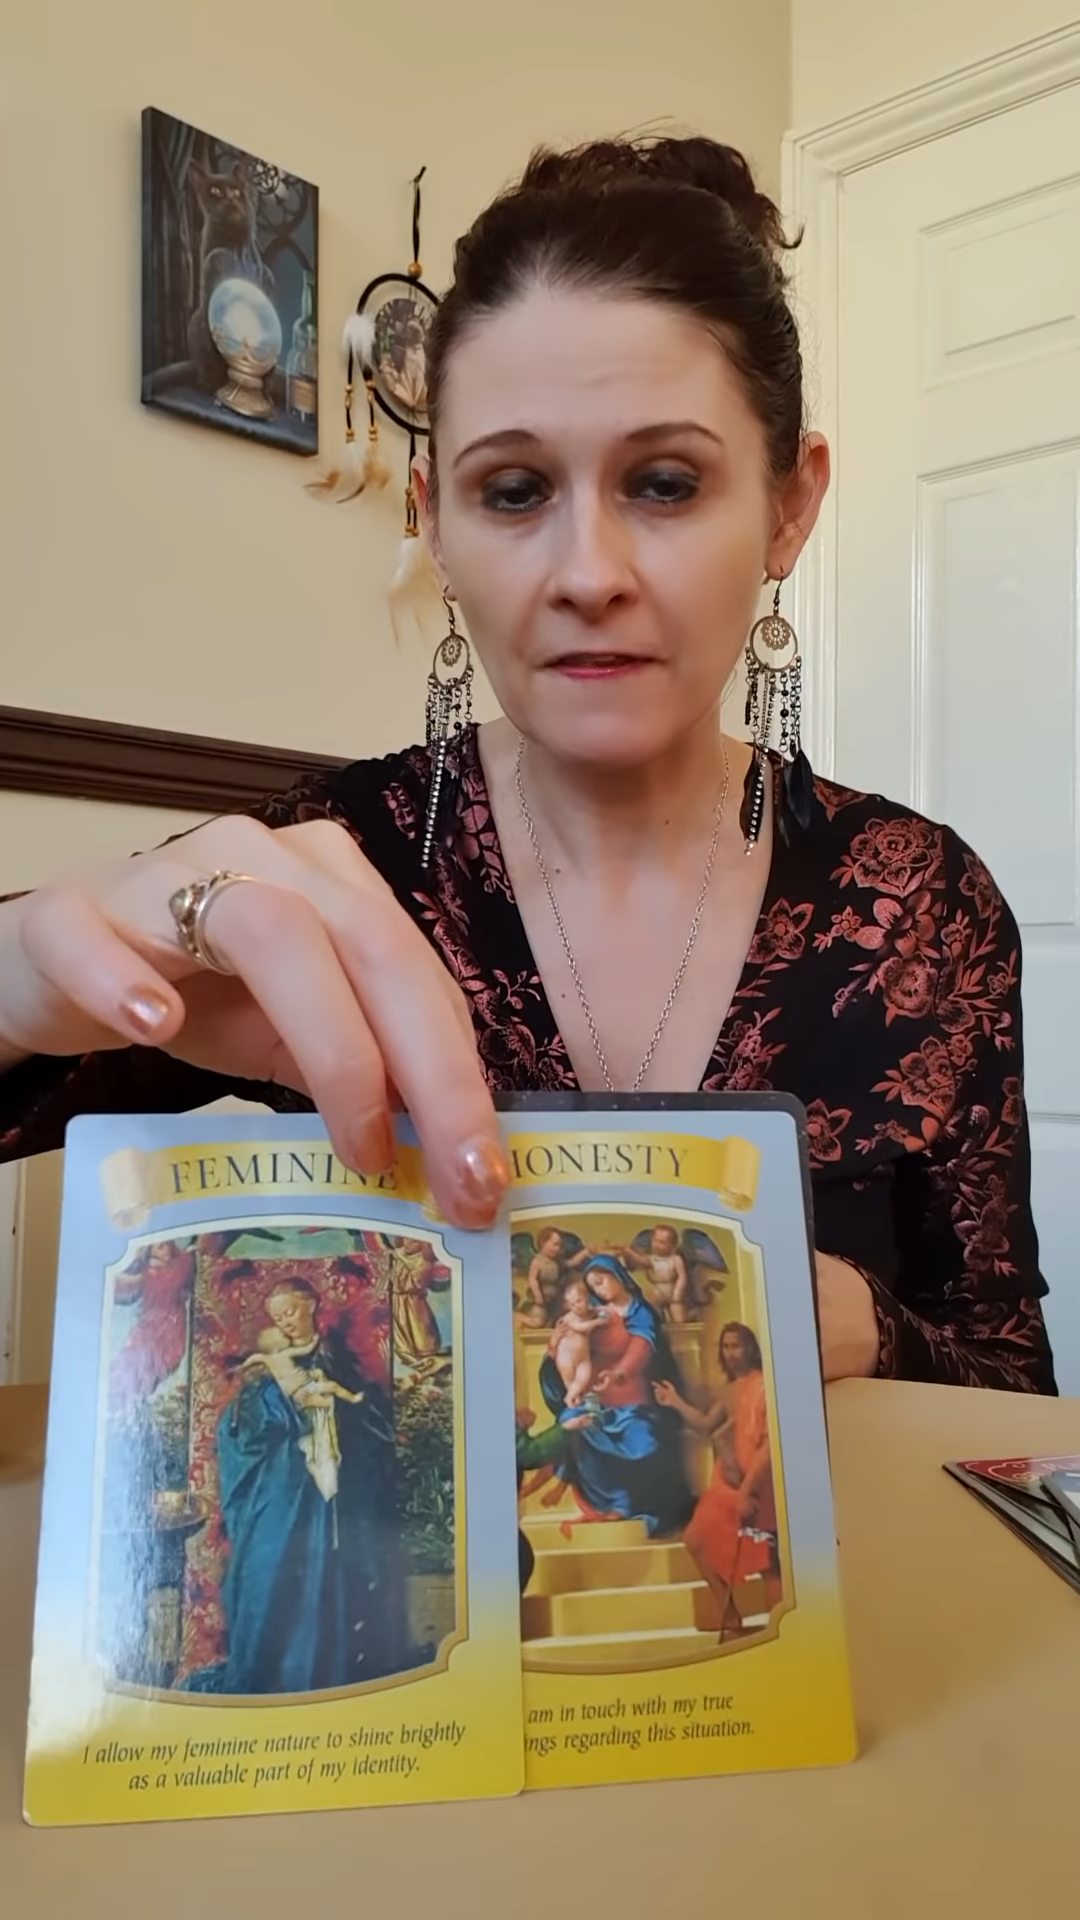 FEMININE
HONESTY
I allow my feminine nature to shine brightly
as a valuable part of my identity.
am in touch with my true
regarding this situation.